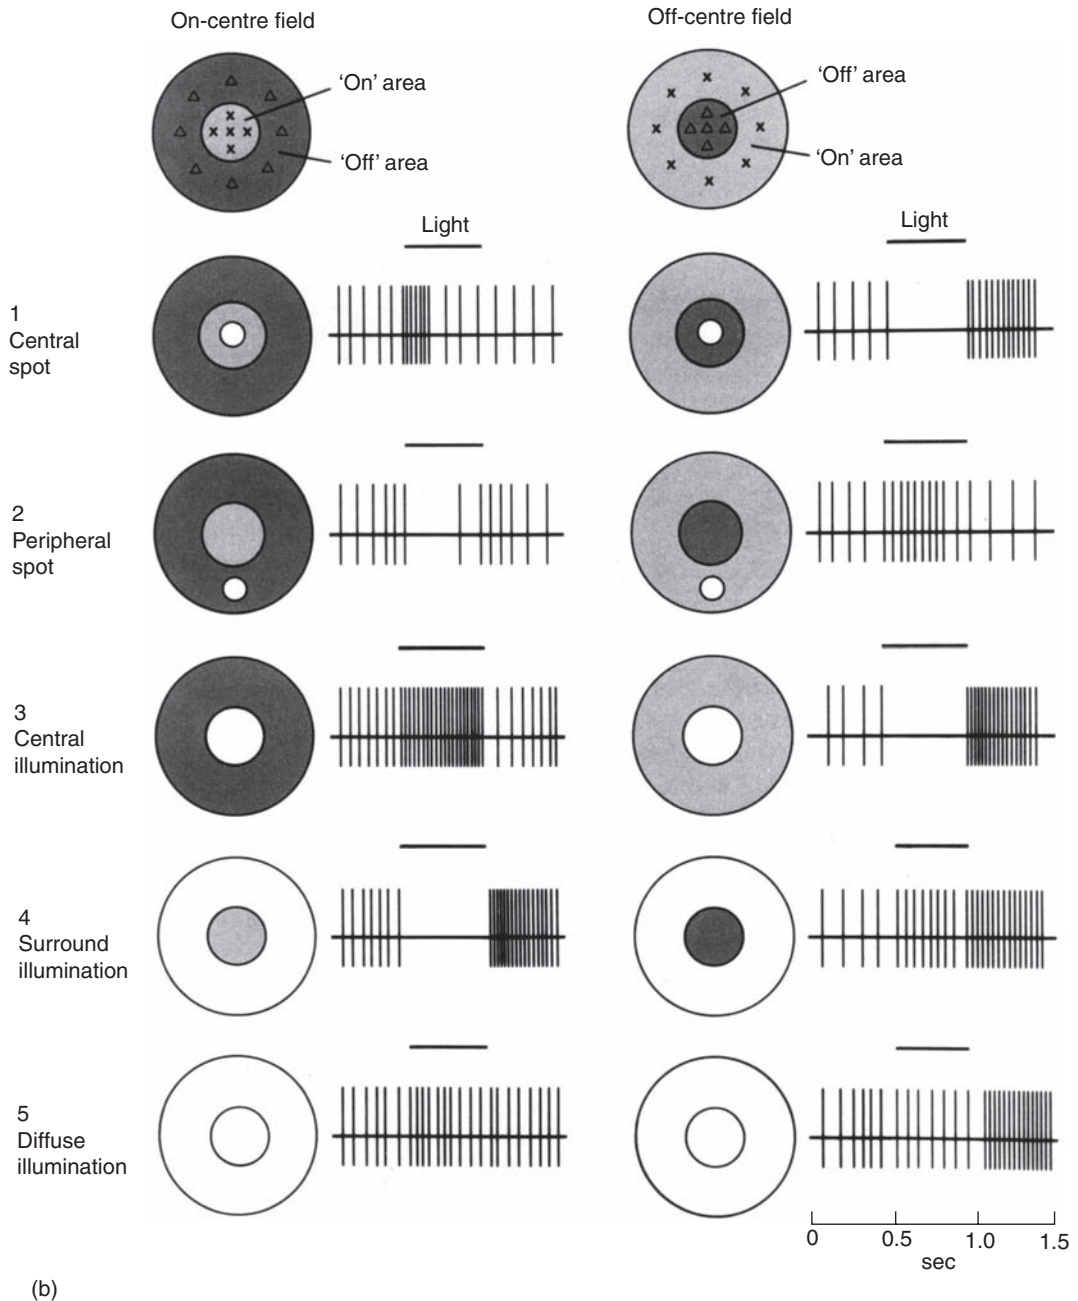 On-centre field
Off-centre field
‘On’ area
‘Off’ area
‘Off’ area
‘On’ area
Light
Light
1
Central
spot
2
Peripheral
spot
3
Central
illumination
4
Surround
illumination
5
Diffuse
illumination
0 0.5 1.0 1.5
sec
(b)